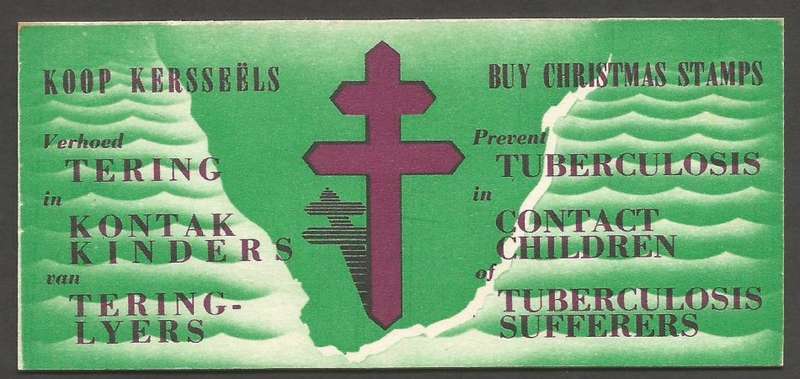 KOOP KERSSEËLS
Verhoed
TERING
in
KONTAK
KINDERS
van
TERING-
LYERS
BUY CHRISTMAS STAMPS
Prevent
TUBERCULOSIS
in
CONTACT
CHILDREN
of
TUBERCULOSIS
SUFFERERS